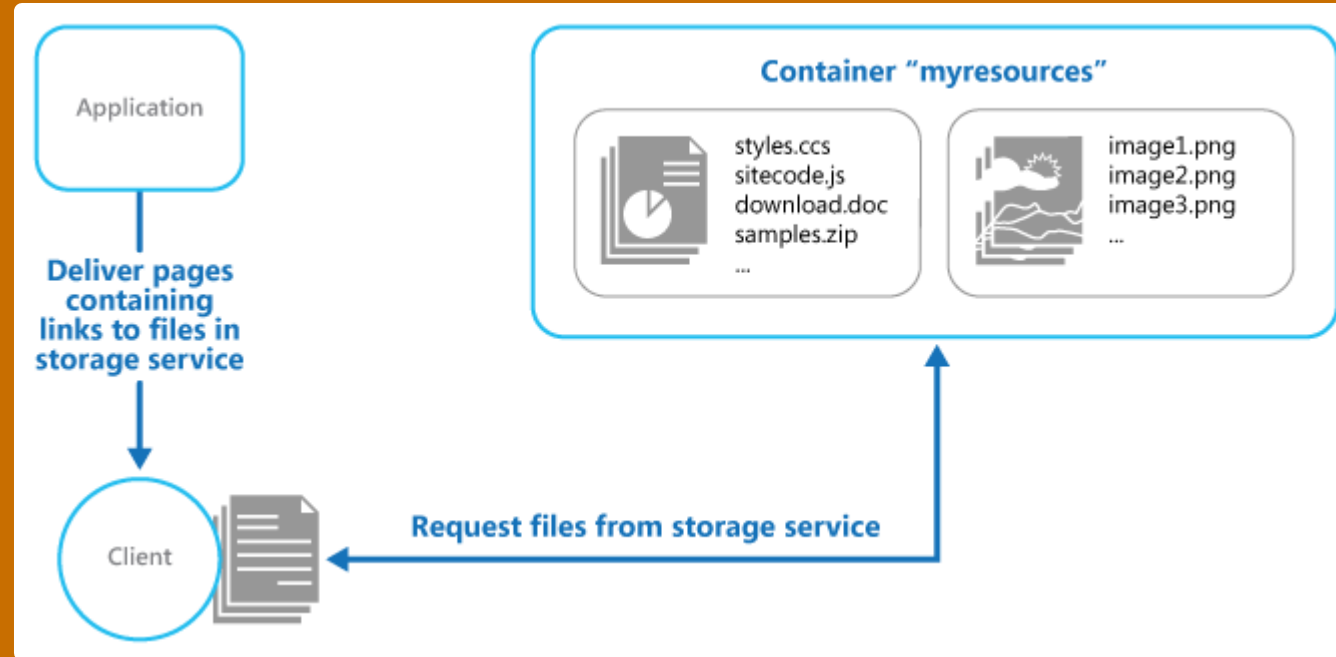 Application
Container “myresources”
styles.ccs
sitecode.js
download.doc
samples.zip
...
image1.png
image2.png
image3.png
...
Deliver pages
containing
links to files in
storage service
Client
Request files from storage service